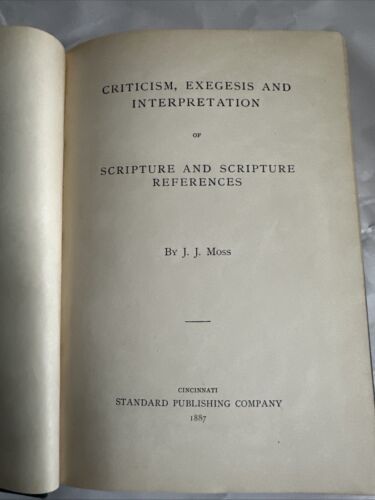 CRITICISM, EXEGESIS AND
INTERPRETATION
OF
SCRIPTURE AND SCRIPTURE
REFERENCES
BY J. J. MOSS
CINCINNATI
STANDARD PUBLISHING COMPANY
1887